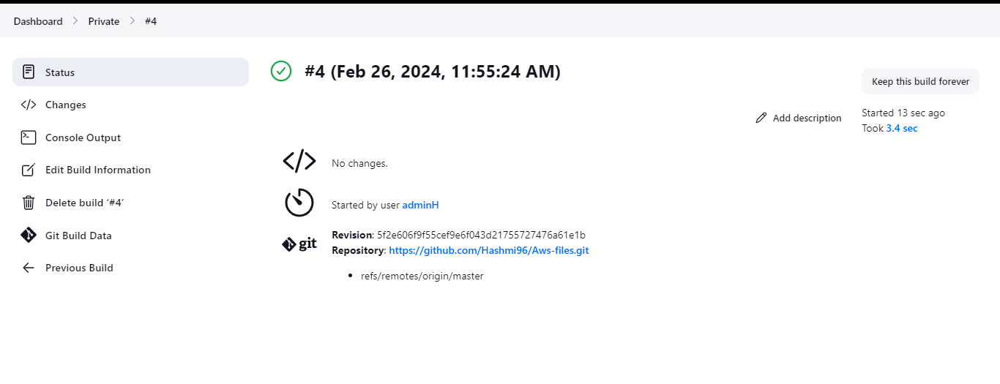 Dashboard > Private > #4
Status
Changes
Console Output
Edit Build Information
Delete build ‘#4’
Git Build Data
Previous Build
#4 (Feb 26, 2024, 11:55:24 AM)
Keep this build forever
Add description
Started 13 sec ago
Took 3.4 sec
No changes.
Started by user adminH
git
Revision: 5f2e606f9f55cef9e6f043d21755727476a61e1b
Repository: https://github.com/Hashmi96/Aws-files.git
• refs/remotes/origin/master